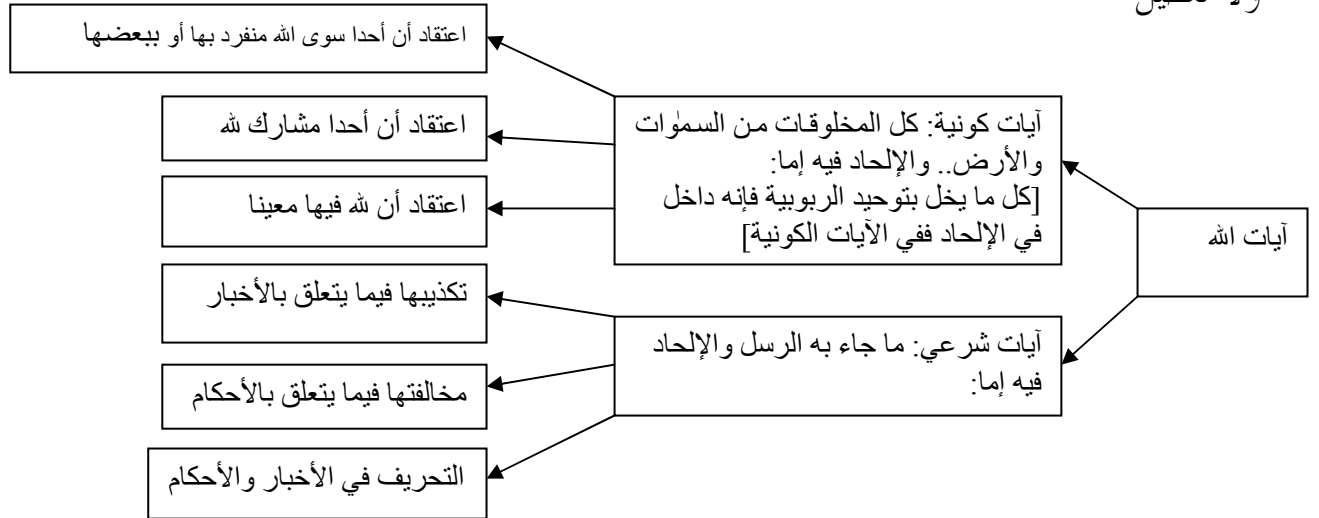 اعتقاد أن أحدا سوى الله منفرد بها أو ببعضها
آيات الله
آيات كونية: كل المخلوقات من السمٰوات
والأرض.. والإلحاد فيه إما:
[كل ما يخل بتوحيد الربوبية فإنه داخل
في الإلحاد ففي الآيات الكونية]
اعتقاد أن أحدا مشارك لله
اعتقاد أن لله فيها معينا
آيات شرعي: ما جاء به الرسل والإلحاد
فيه إما:
تكذيبها فيما يتعلق بالأخبار
مخالفتها فيما يتعلق بالأحكام
التحريف في الأخبار والأحكام